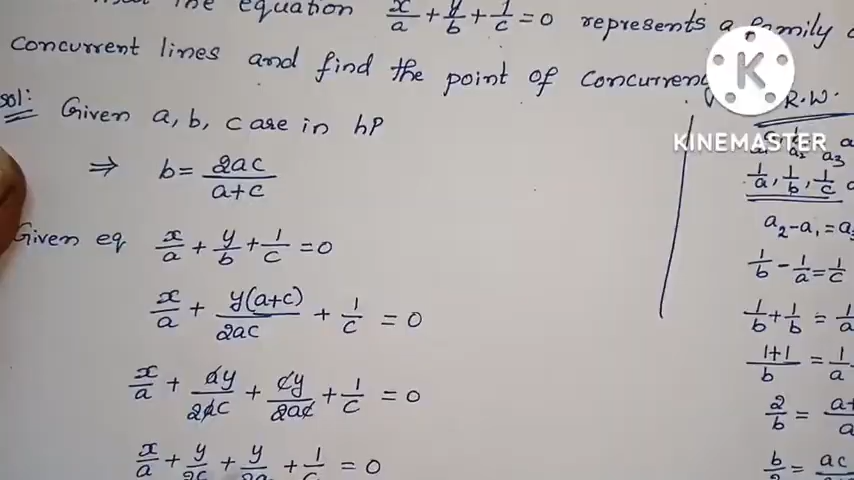 the equation x/a + y/b + 1/c = 0 represents a family
concurrent lines and find the point of
sol: Given a, b, c are in hP
⇒ b = 2ac/(a+c)
Given eq x/a + y/b + 1/c = 0
x/a + y(a+c)/2ac + 1/c = 0
x/a + ay/2ac + cy/2ac + 1/c = 0
x/a + y/2c + y/2a + 1/c = 0
R.W.
1/a, 1/b, 1/c
a₂ - a₁ = a₃
1/b - 1/a = 1/c
1/b + 1/b = 1/a
1+1/b = 1/a
2/b = a+
b/2 = ac
K
KINEMASTER